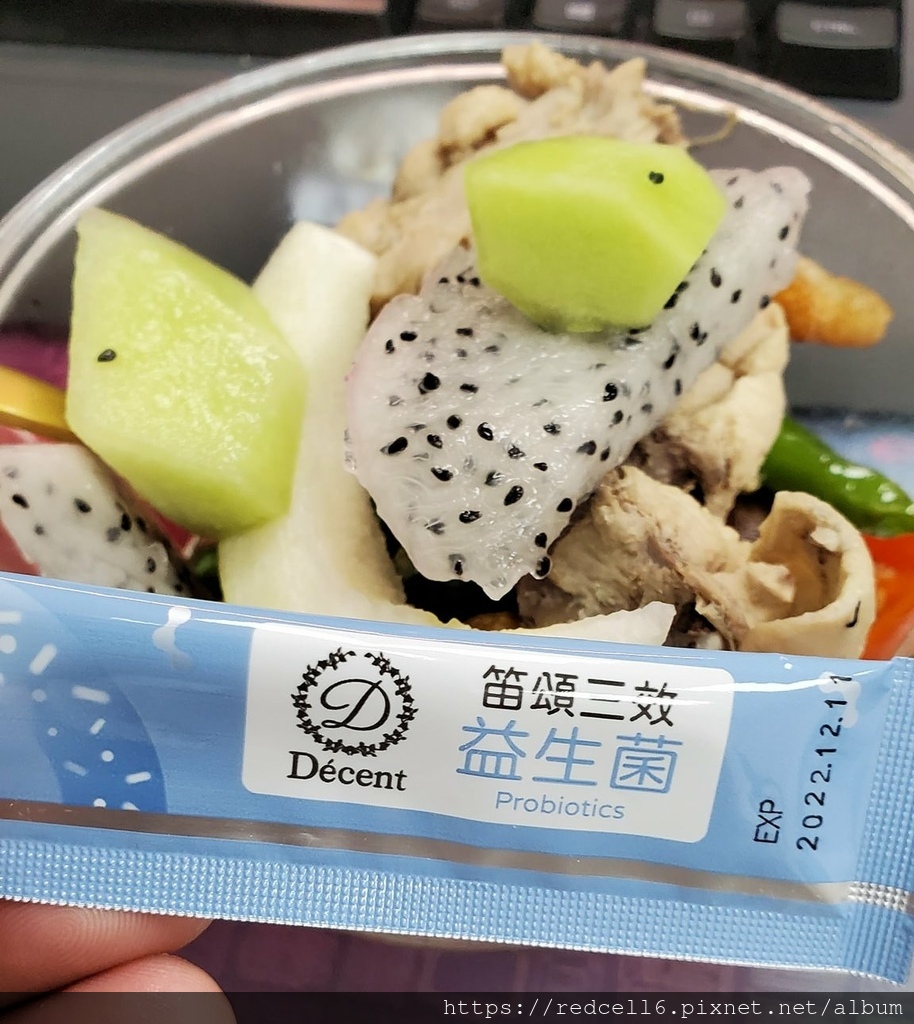 D
Décent
笛頌三效
益生菌
Probiotics
EXP
2022.12.11
https://redcell6.pixnet.net/album